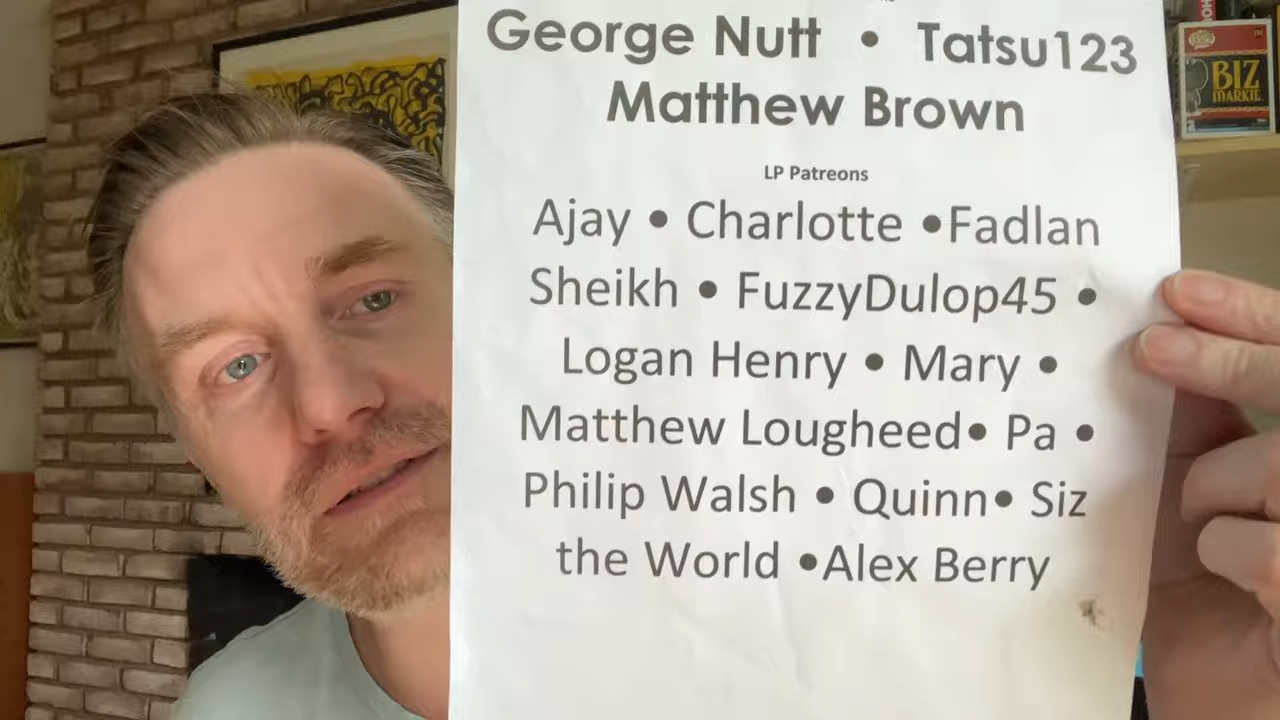 George Nutt • Tatsu123
Matthew Brown
LP Patreons
Ajay • Charlotte •Fadlan
Sheikh • FuzzyDulop45 •
Logan Henry • Mary •
Matthew Lougheed• Pa •
Philip Walsh • Quinn• Siz
the World •Alex Berry
BIZ
MARKIE